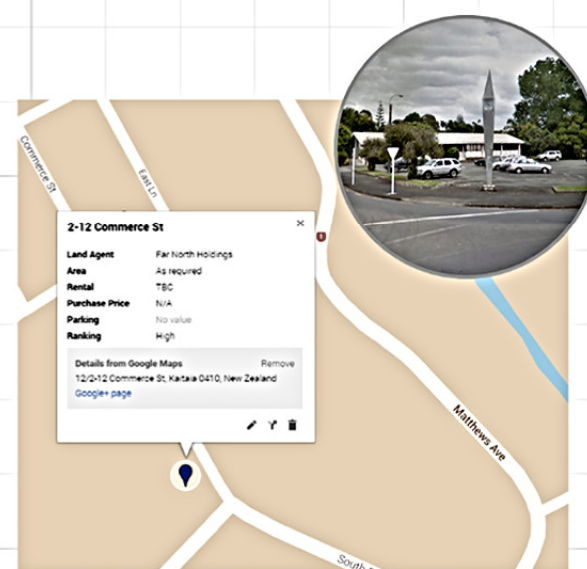 Commerce St
East Ln
2-12 Commerce St
Land Agent Far North Holdings
Area As required
Rental TBC
Purchase Price N/A
Parking No value
Ranking High
Details from Google Maps Remove
12/2-12 Commerce St, Kaitaia 0410, New Zealand
Google+ page
Matthews Ave
South